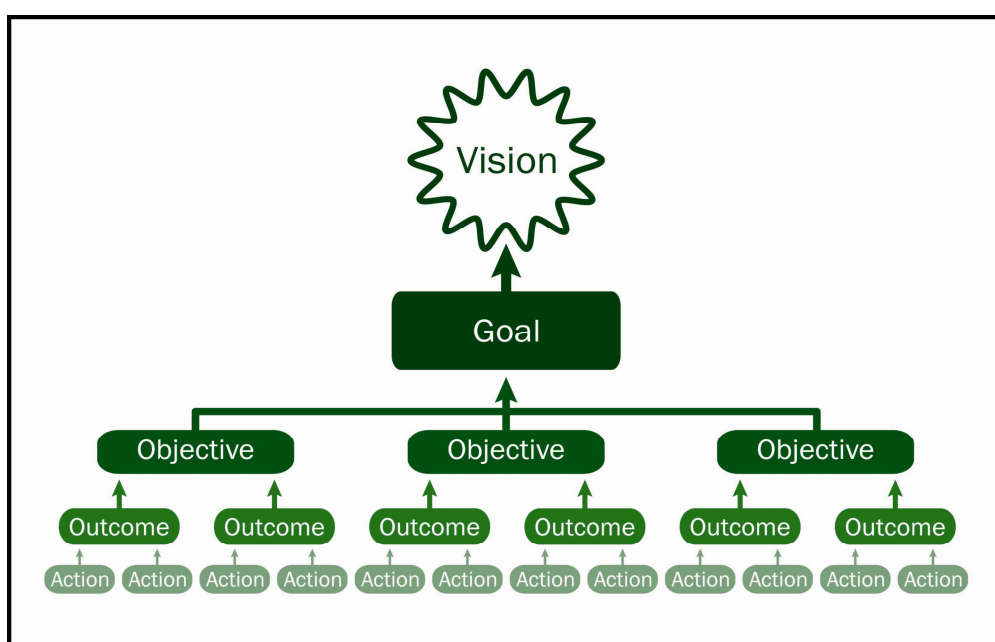 Vision
Goal
Objective Objective Objective
Outcome Outcome Outcome Outcome Outcome Outcome
Action Action Action Action Action Action Action Action Action Action Action Action